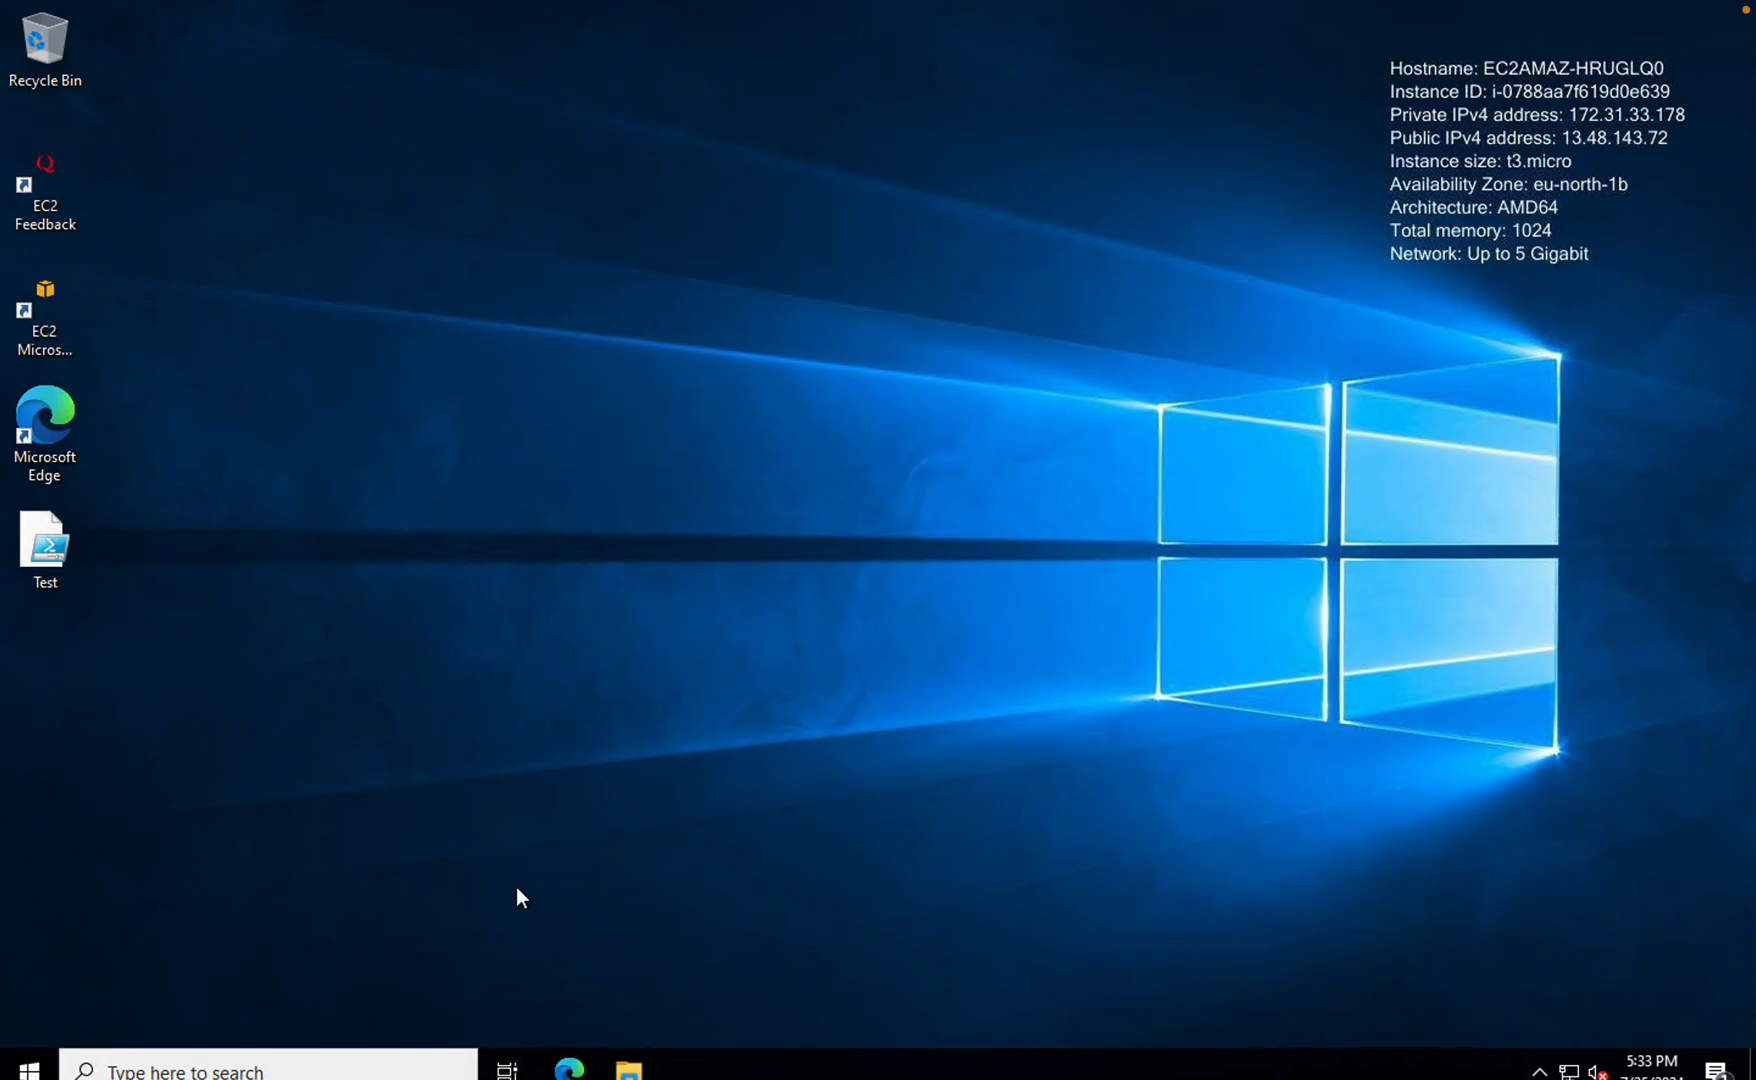 Recycle Bin
Hostname: EC2AMAZ-HRUGLQ0
Instance ID: i-0788aa7f619d0e639
Private IPv4 address: 172.31.33.178
Public IPv4 address: 13.48.143.72
Instance size: t3.micro
Availability Zone: eu-north-1b
Architecture: AMD64
Total memory: 1024
Network: Up to 5 Gigabit
EC2
Feedback
EC2
Micros...
Microsoft
Edge
Test
Type here to search
5:33 PM